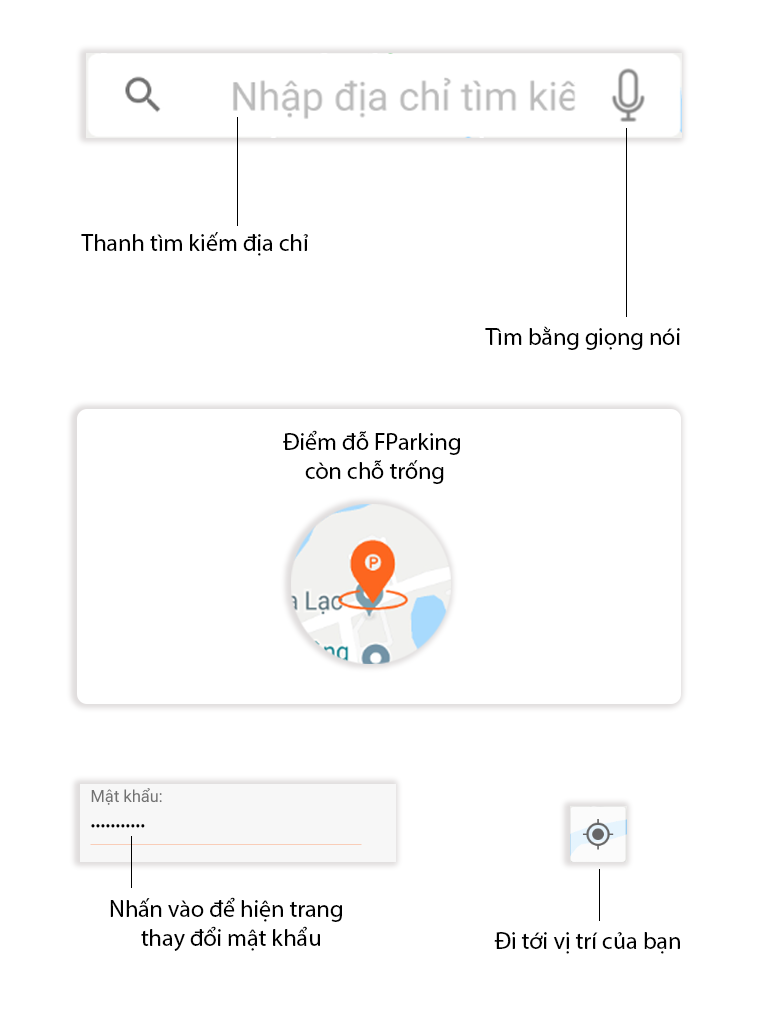 Nhập địa chỉ tìm kiế
Thanh tìm kiếm địa chỉ
Tìm bằng giọng nói
Điểm đỗ FParking
còn chỗ trống
P
a Lạc
ng
Mật khẩu:
•••••••••••
Nhấn vào để hiện trang
thay đổi mật khẩu
Đi tới vị trí của bạn